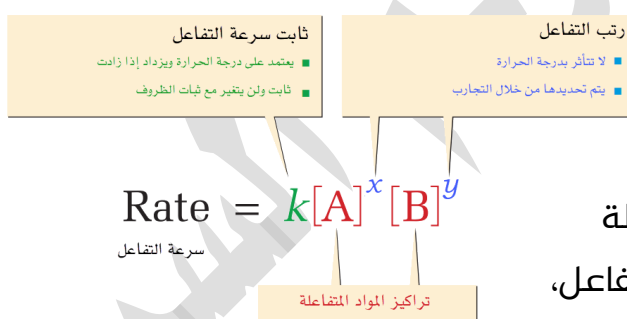 رتب التفاعل
■ لا تتأثر بدرجة الحرارة
■ يتم تحديدها من خلال التجارب
ثابت سرعة التفاعل
■ يعتمد على درجة الحرارة ويزداد إذا زادت
■ ثابت ولن يتغير مع ثبات الظروف
Rate = k[A]^x [B]^y
سرعة التفاعل
تراكيز المواد المتفاعلة